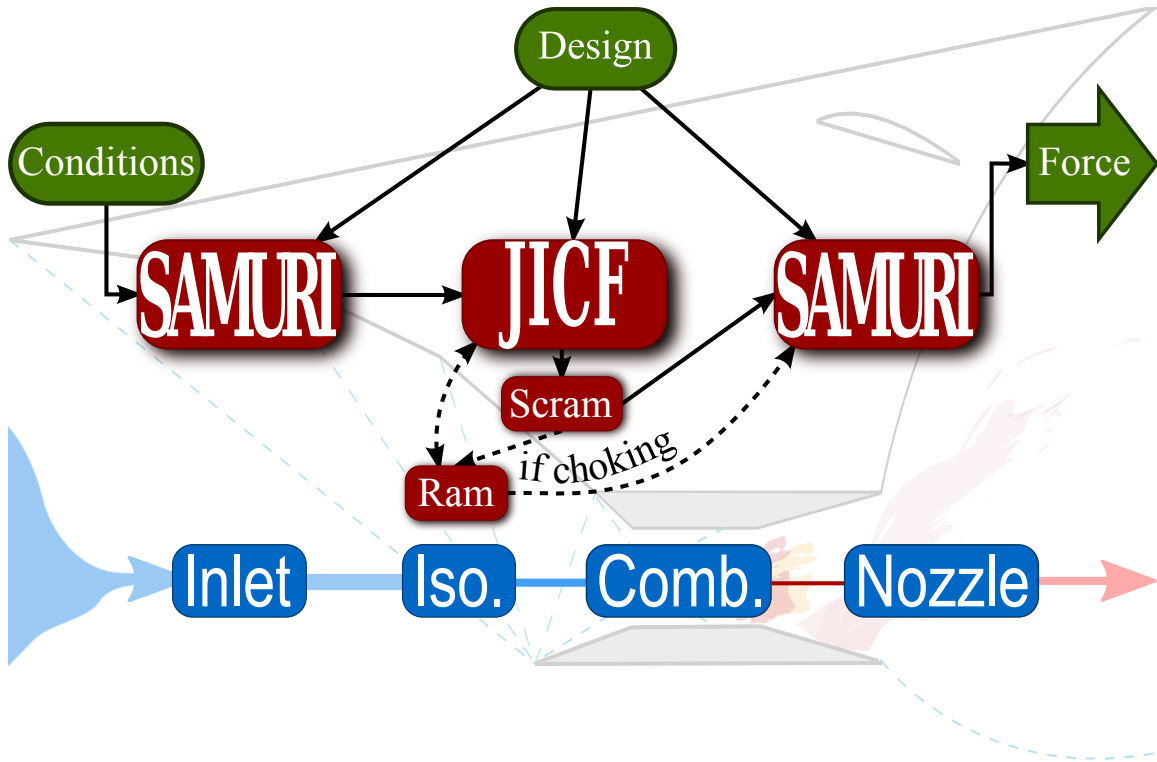 Design
Conditions
Force
SAMURI
JICF
SAMURI
Scram
if choking
Ram
Inlet
Iso.
Comb.
Nozzle